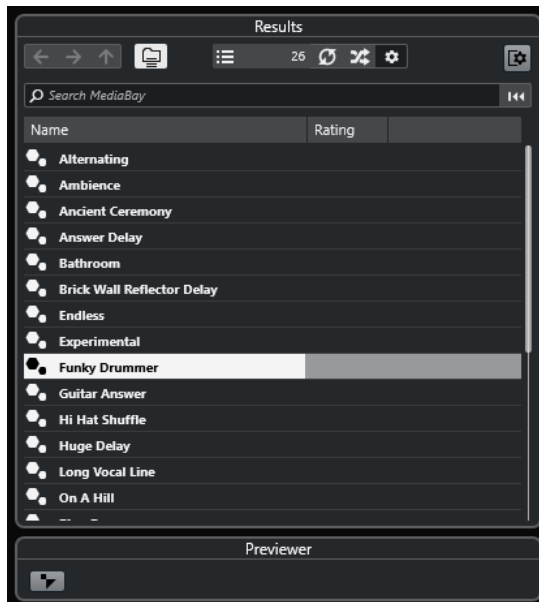 Results
26
Search MediaBay
Name Rating
Alternating
Ambience
Ancient Ceremony
Answer Delay
Bathroom
Brick Wall Reflector Delay
Endless
Experimental
Funky Drummer
Guitar Answer
Hi Hat Shuffle
Huge Delay
Long Vocal Line
On A Hill
Previewer